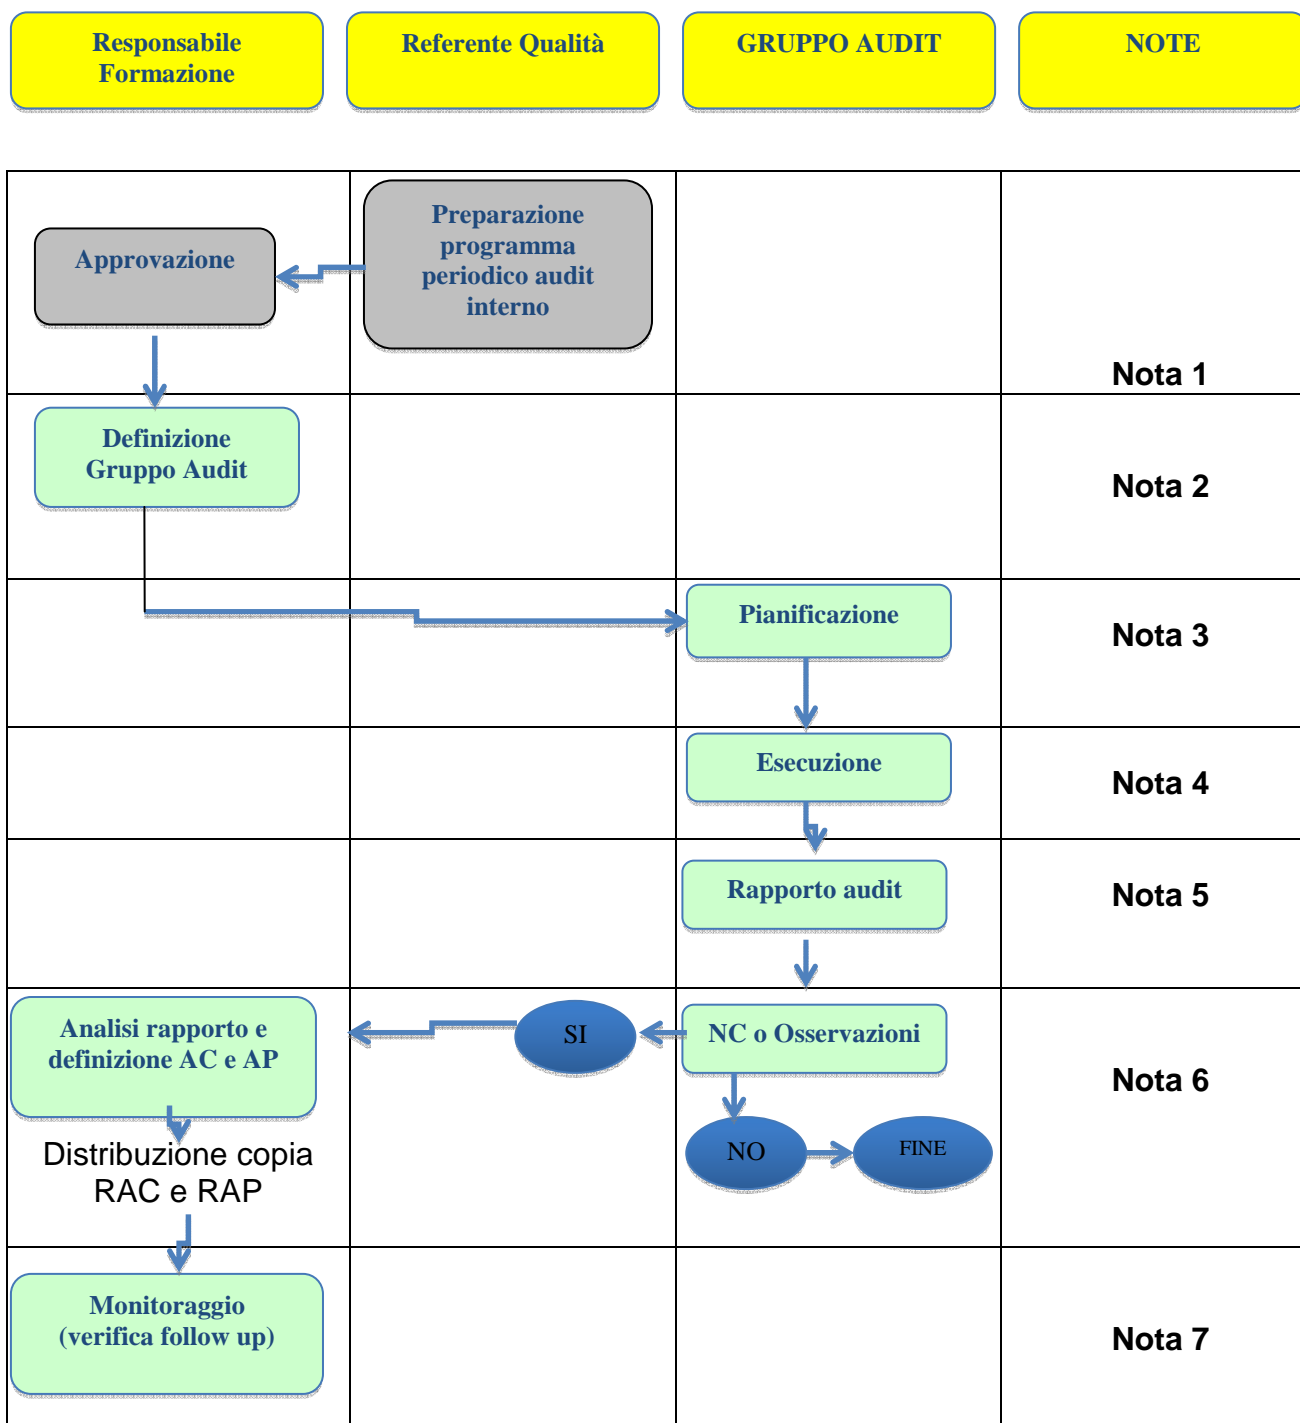 Responsabile
Formazione
Referente Qualità
GRUPPO AUDIT
NOTE
Approvazione
Preparazione
programma
periodico audit
interno
Nota 1
Definizione
Gruppo Audit
Nota 2
Pianificazione
Nota 3
Esecuzione
Nota 4
Rapporto audit
Nota 5
Analisi rapporto e
definizione AC e AP
SI
NC o Osservazioni
NO
FINE
Distribuzione copia
RAC e RAP
Nota 6
Monitoraggio
(verifica follow up)
Nota 7